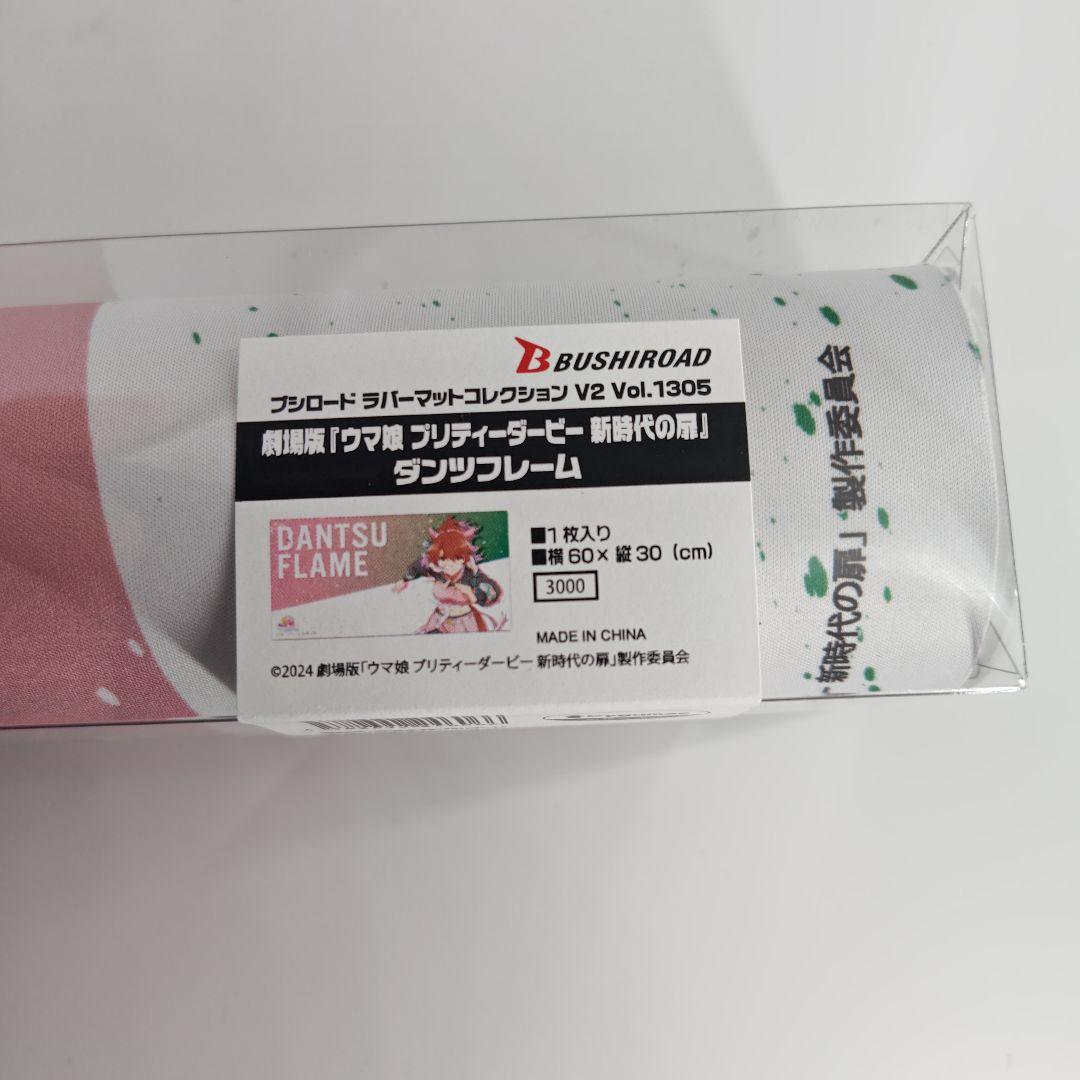 BUSHIROAD
ブシロード ラバーマットコレクション V2 Vol.1305
劇場版『ウマ娘 プリティーダービー 新時代の扉』
ダンツフレーム
DANTSU
FLAME
■1枚入り
■横60×縦30（cm）
3000
MADE IN CHINA
©2024 劇場版「ウマ娘 プリティーダービー 新時代の扉」製作委員会
新時代の扉」製作委員会